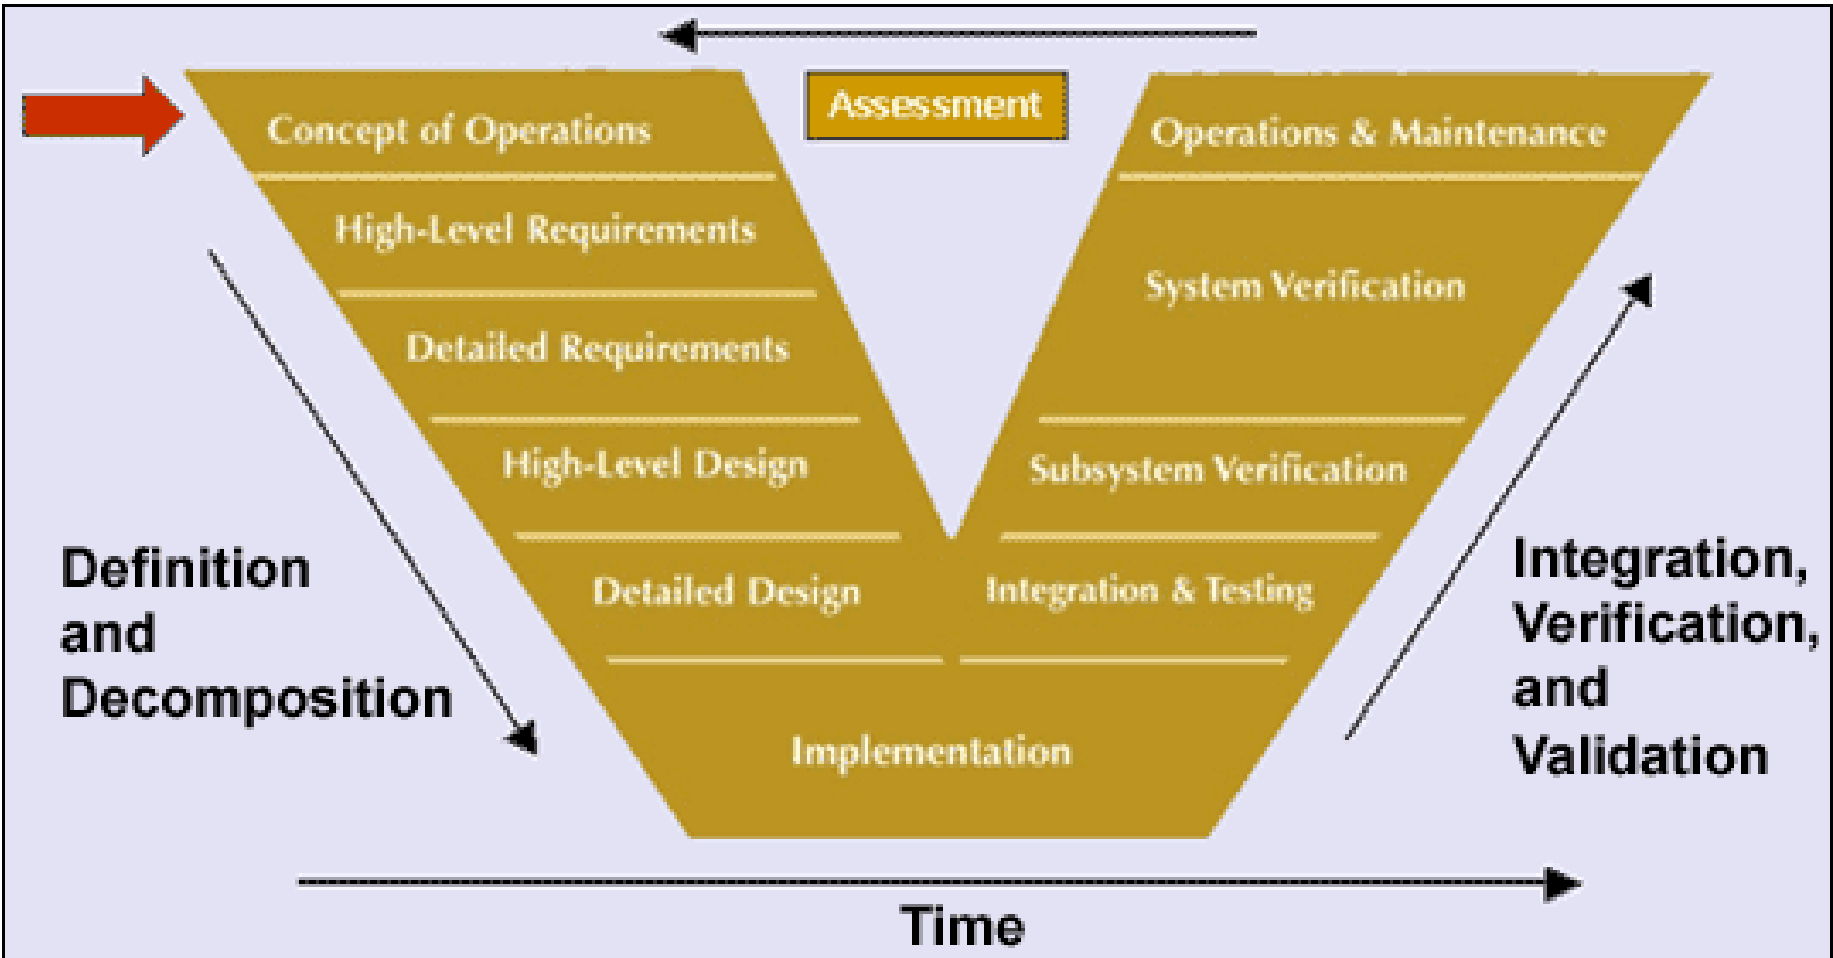 Assessment
Concept of Operations
High-Level Requirements
Detailed Requirements
High-Level Design
Detailed Design
Implementation
Operations & Maintenance
System Verification
Subsystem Verification
Integration & Testing
Definition
and
Decomposition
Integration,
Verification,
and
Validation
Time